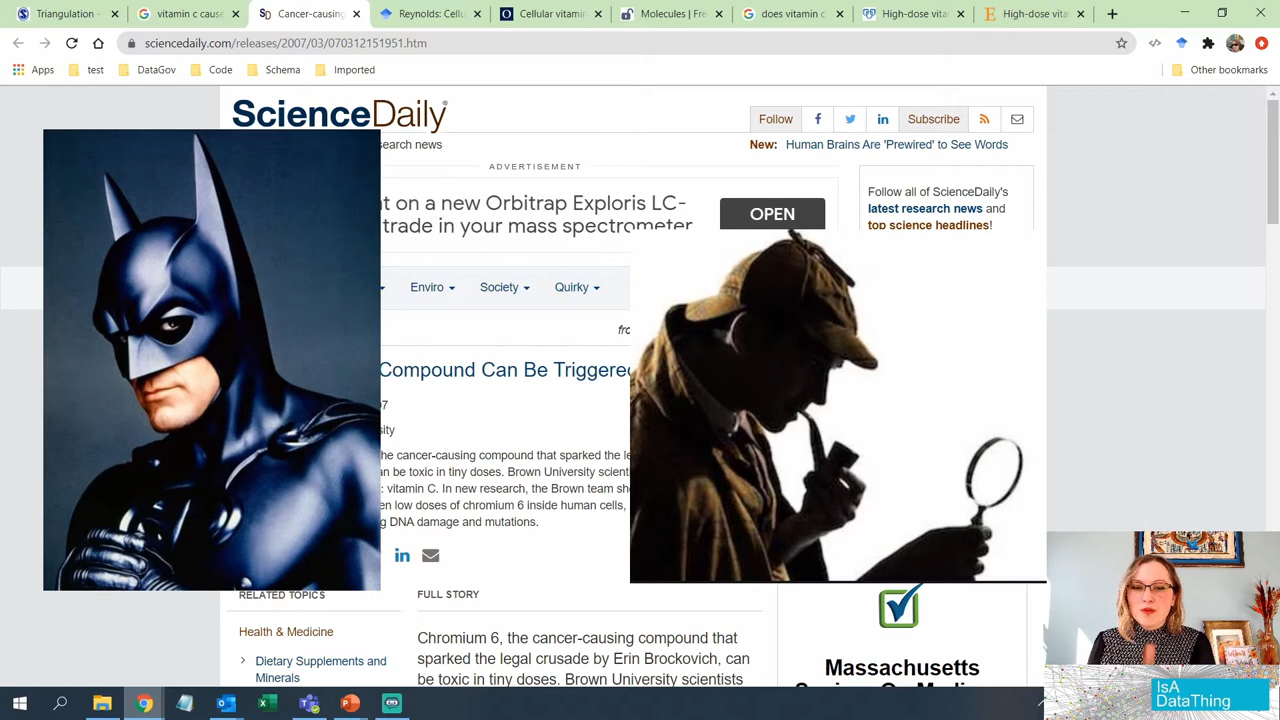 Triangulation -
vitamin c cause
Cancer-causing
Reynolds: Cell
Cellular vitamin
Molecules | Fre
does vitamin c
High-dose vita
High-dose vita
sciencedaily.com/releases/2007/03/070312151951.htm
Apps
test
DataGov
Code
Schema
Imported
Other bookmarks
ScienceDaily
search news
Follow
Subscribe
New: Human Brains Are 'Prewired' to See Words
ADVERTISEMENT
t on a new Orbitrap Exploris LC-
trade in your mass spectrometer
OPEN
Follow all of ScienceDaily's
latest research news and
top science headlines!
Enviro
Society
Quirky
fro
Compound Can Be Triggered
7
sity
he cancer-causing compound that sparked the le
n be toxic in tiny doses. Brown University scienti
: vitamin C. In new research, the Brown team sh
en low doses of chromium 6 inside human cells,
g DNA damage and mutations.
RELATED TOPICS
Health & Medicine
Dietary Supplements and
Minerals
FULL STORY
Chromium 6, the cancer-causing compound that
sparked the legal crusade by Erin Brockovich, can
be toxic in tiny doses. Brown University scientists
Massachusetts
IsA
DataThing